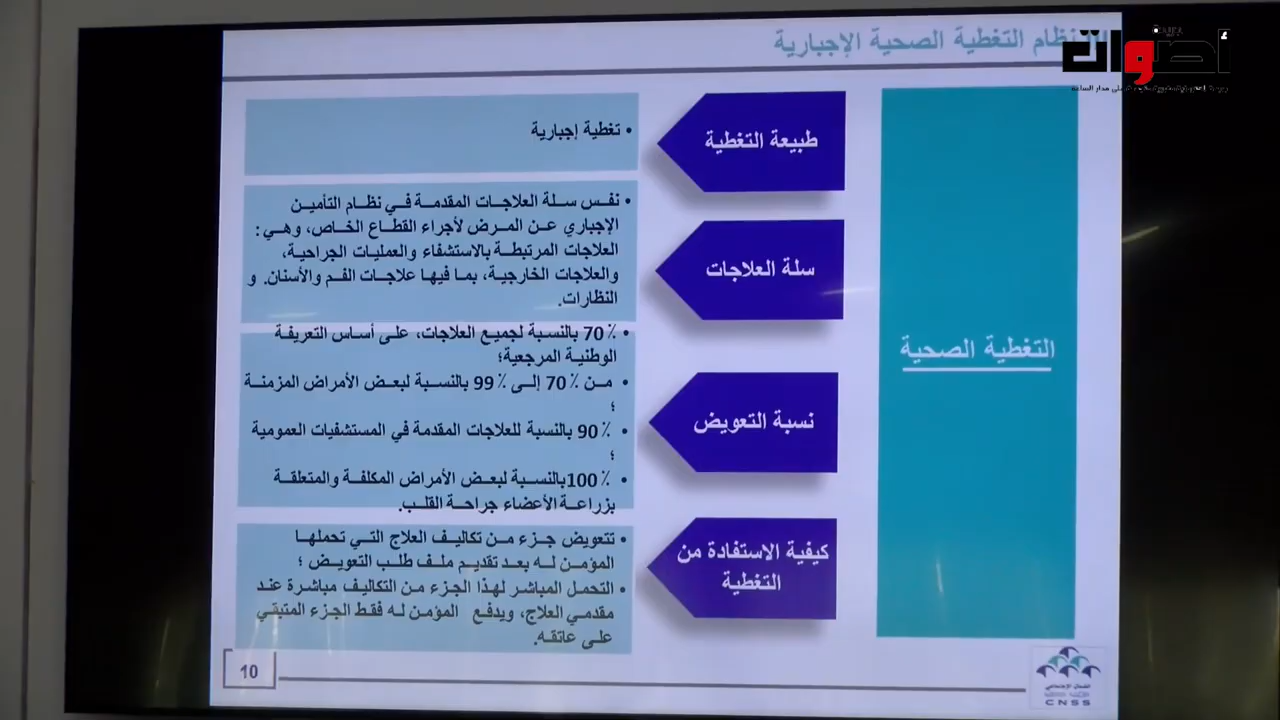 نظام التغطية الصحية الإجبارية
أصوات
التغطية الصحية
طبيعة التغطية
• تغطية إجبارية
سلة العلاجات
• نفس سلة العلاجات المقدمة في نظام التأمين
الإجباري عن المرض لأجراء القطاع الخاص، وهي:
العلاجات المرتبطة بالاستشفاء والعمليات الجراحية،
والعلاجات الخارجية، بما فيها علاجات الفم والأسنان. و
النظارات.
نسبة التعويض
• 70٪ بالنسبة لجميع العلاجات، على أساس التعريفة
الوطنية المرجعية؛
• من 70٪ إلى 99٪ بالنسبة لبعض الأمراض المزمنة
؛
• 90٪ بالنسبة للعلاجات المقدمة في المستشفيات العمومية
؛
• 100٪ بالنسبة لبعض الأمراض المكلفة والمتعلقة
بزراعة الأعضاء جراحة القلب.
كيفية الاستفادة من
التغطية
• تتعويض جزء من تكاليف العلاج التي تحملها
المؤمن له بعد تقديم ملف طلب التعويض ؛
• التحمل المباشر لهذا الجزء من التكاليف مباشرة عند
مقدمي العلاج، ويدفع المؤمن له فقط الجزء المتبقي
على عاتقه.
10
الضمان الإجتماعي
CNSS